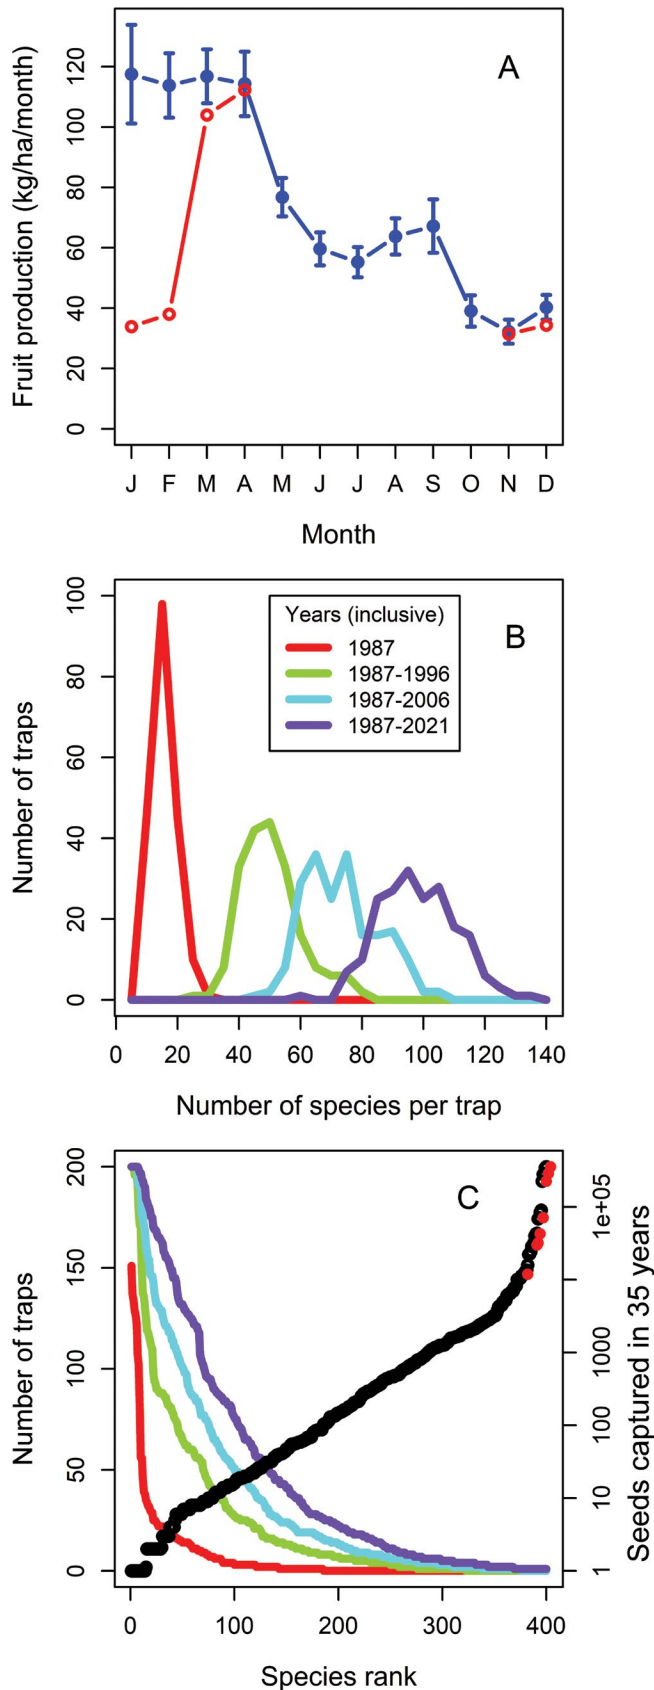 A
Fruit production (kg/ha/month)
120
100
80
60
40
20
0
J F M A M J J A S O N D
Month
B
Number of traps
100
80
60
40
20
0
Years (inclusive)
1987
1987-1996
1987-2006
1987-2021
0 20 40 60 80 100 120 140
Number of species per trap
C
Number of traps
200
150
100
50
0
Seeds captured in 35 years
1e+05
1000
100
10
1
0 100 200 300 400
Species rank